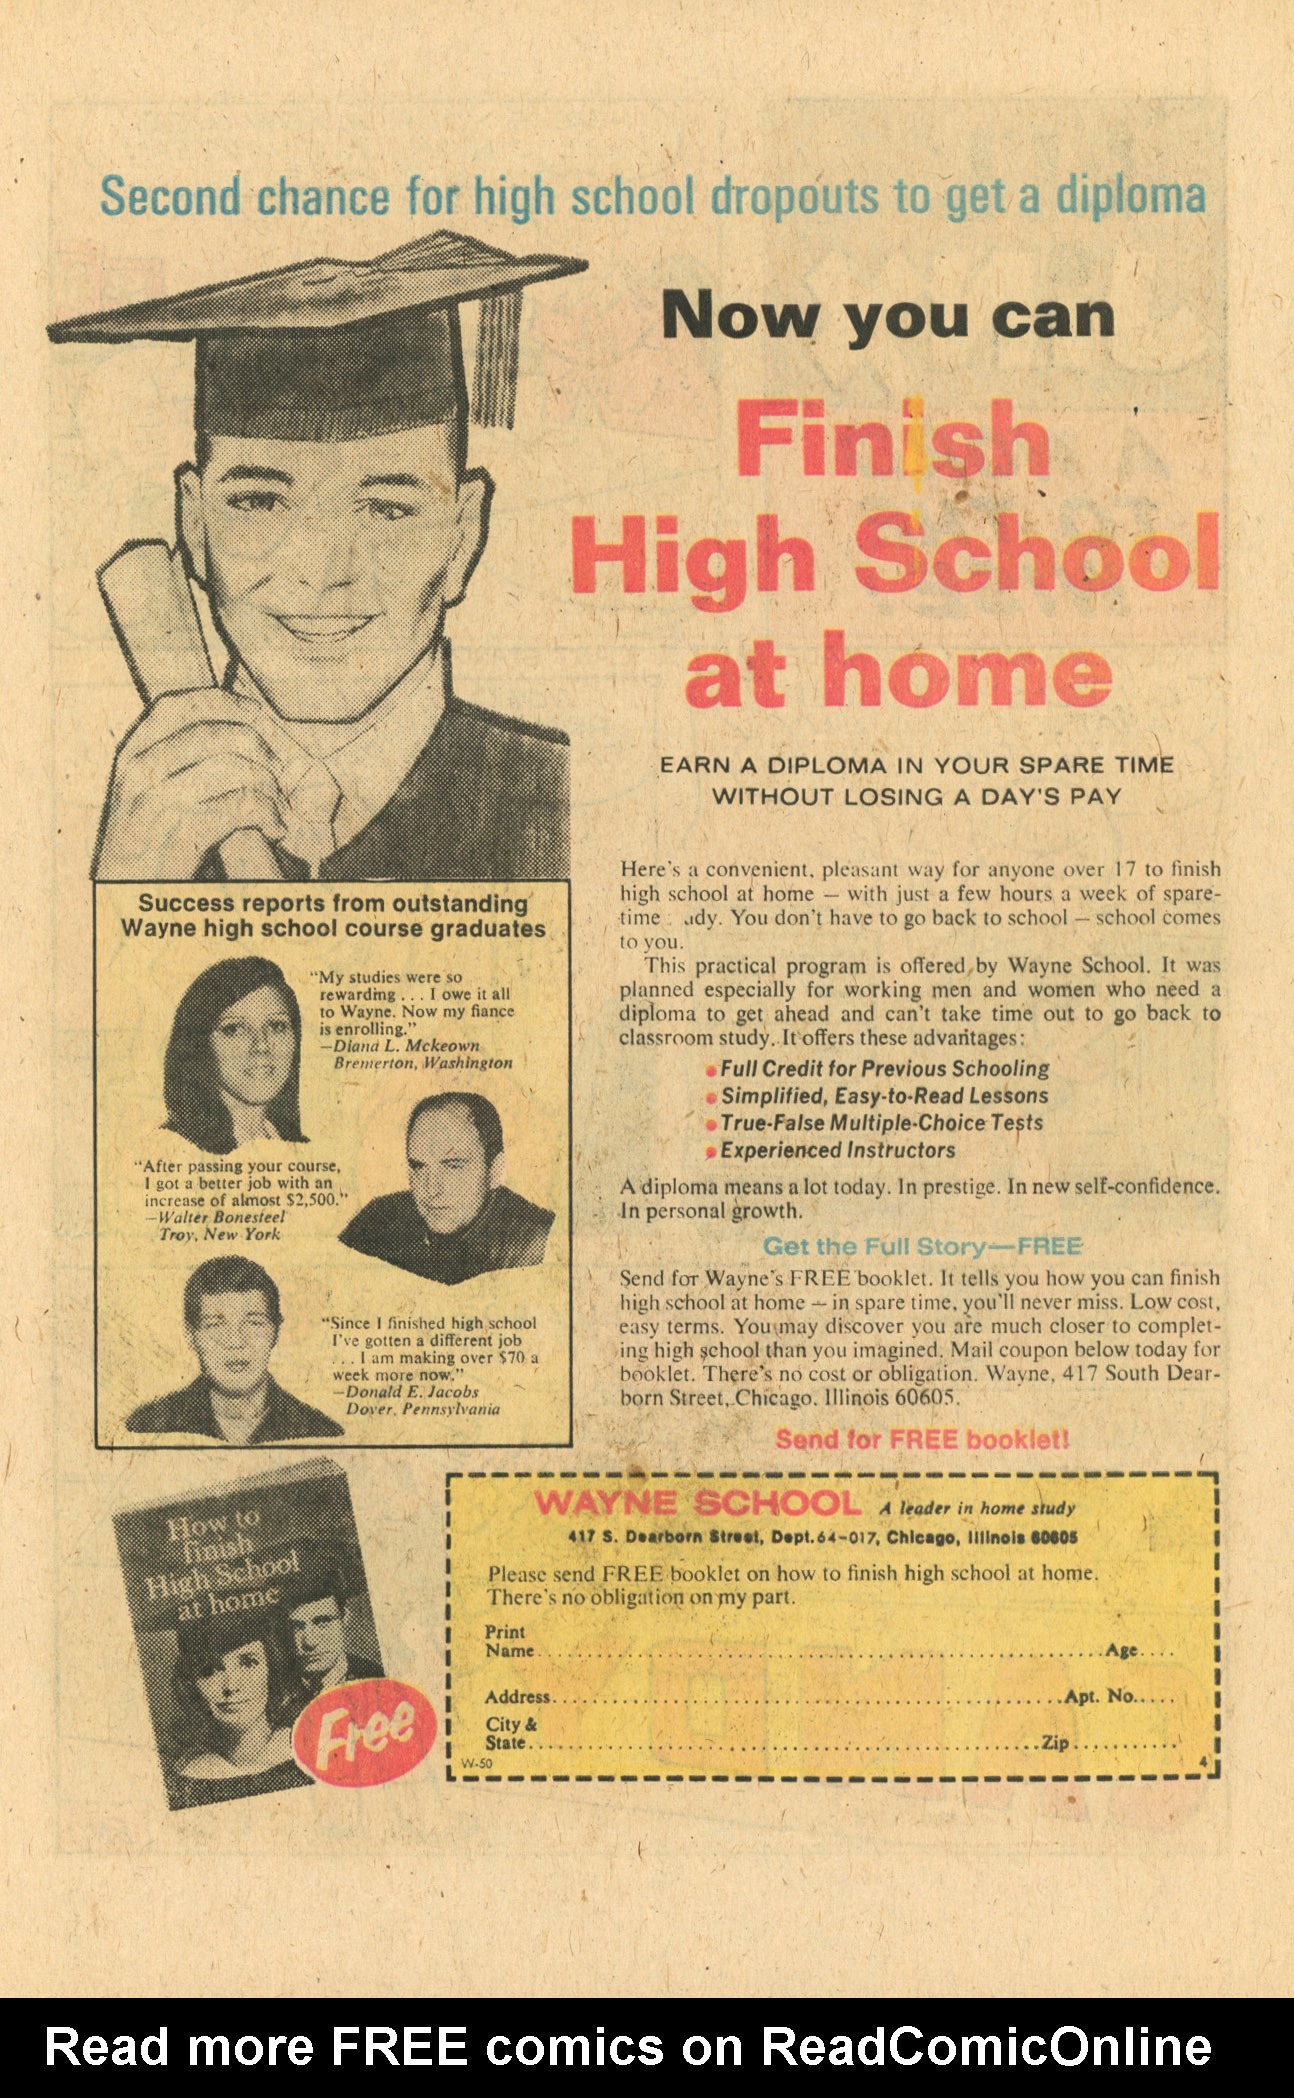 Second chance for high school dropouts to get a diploma
Now you can
Finish
High School
at home
EARN A DIPLOMA IN YOUR SPARE TIME
WITHOUT LOSING A DAY'S PAY
Here's a convenient, pleasant way for anyone over 17 to finish
high school at home — with just a few hours a week of spare-
time udy. You don't have to go back to school — school comes
to you.
This practical program is offered by Wayne School. It was
planned especially for working men and women who need a
diploma to get ahead and can't take time out to go back to
classroom study. It offers these advantages:
• Full Credit for Previous Schooling
• Simplified, Easy-to-Read Lessons
• True-False Multiple-Choice Tests
• Experienced Instructors
A diploma means a lot today. In prestige. In new self-confidence.
In personal growth.
Get the Full Story—FREE
Send for Wayne's FREE booklet. It tells you how you can finish
high school at home — in spare time, you'll never miss. Low cost,
easy terms. You may discover you are much closer to complet-
ing high school than you imagined. Mail coupon below today for
booklet. There's no cost or obligation. Wayne, 417 South Dear-
born Street, Chicago, Illinois 60605.
Send for FREE booklet!
Success reports from outstanding
Wayne high school course graduates
"My studies were so
rewarding . . . I owe it all
to Wayne. Now my fiance
is enrolling."
—Diana L. Mckeown
Bremerton, Washington
"After passing your course,
I got a better job with an
increase of almost $2,500."
—Walter Bonesteel
Troy, New York
"Since I finished high school
I've gotten a different job
. . . I am making over $70 a
week more now."
—Donald E. Jacobs
Dover, Pennsylvania
How to
finish
High School
at home
Free
WAYNE SCHOOL A leader in home study
417 S. Dearborn Street, Dept. 64-017, Chicago, Illinois 60605
Please send FREE booklet on how to finish high school at home.
There's no obligation on my part.
Print
Name Age
Address Apt. No.
City &
State Zip
W-50 4
Read more FREE comics on ReadComicOnline